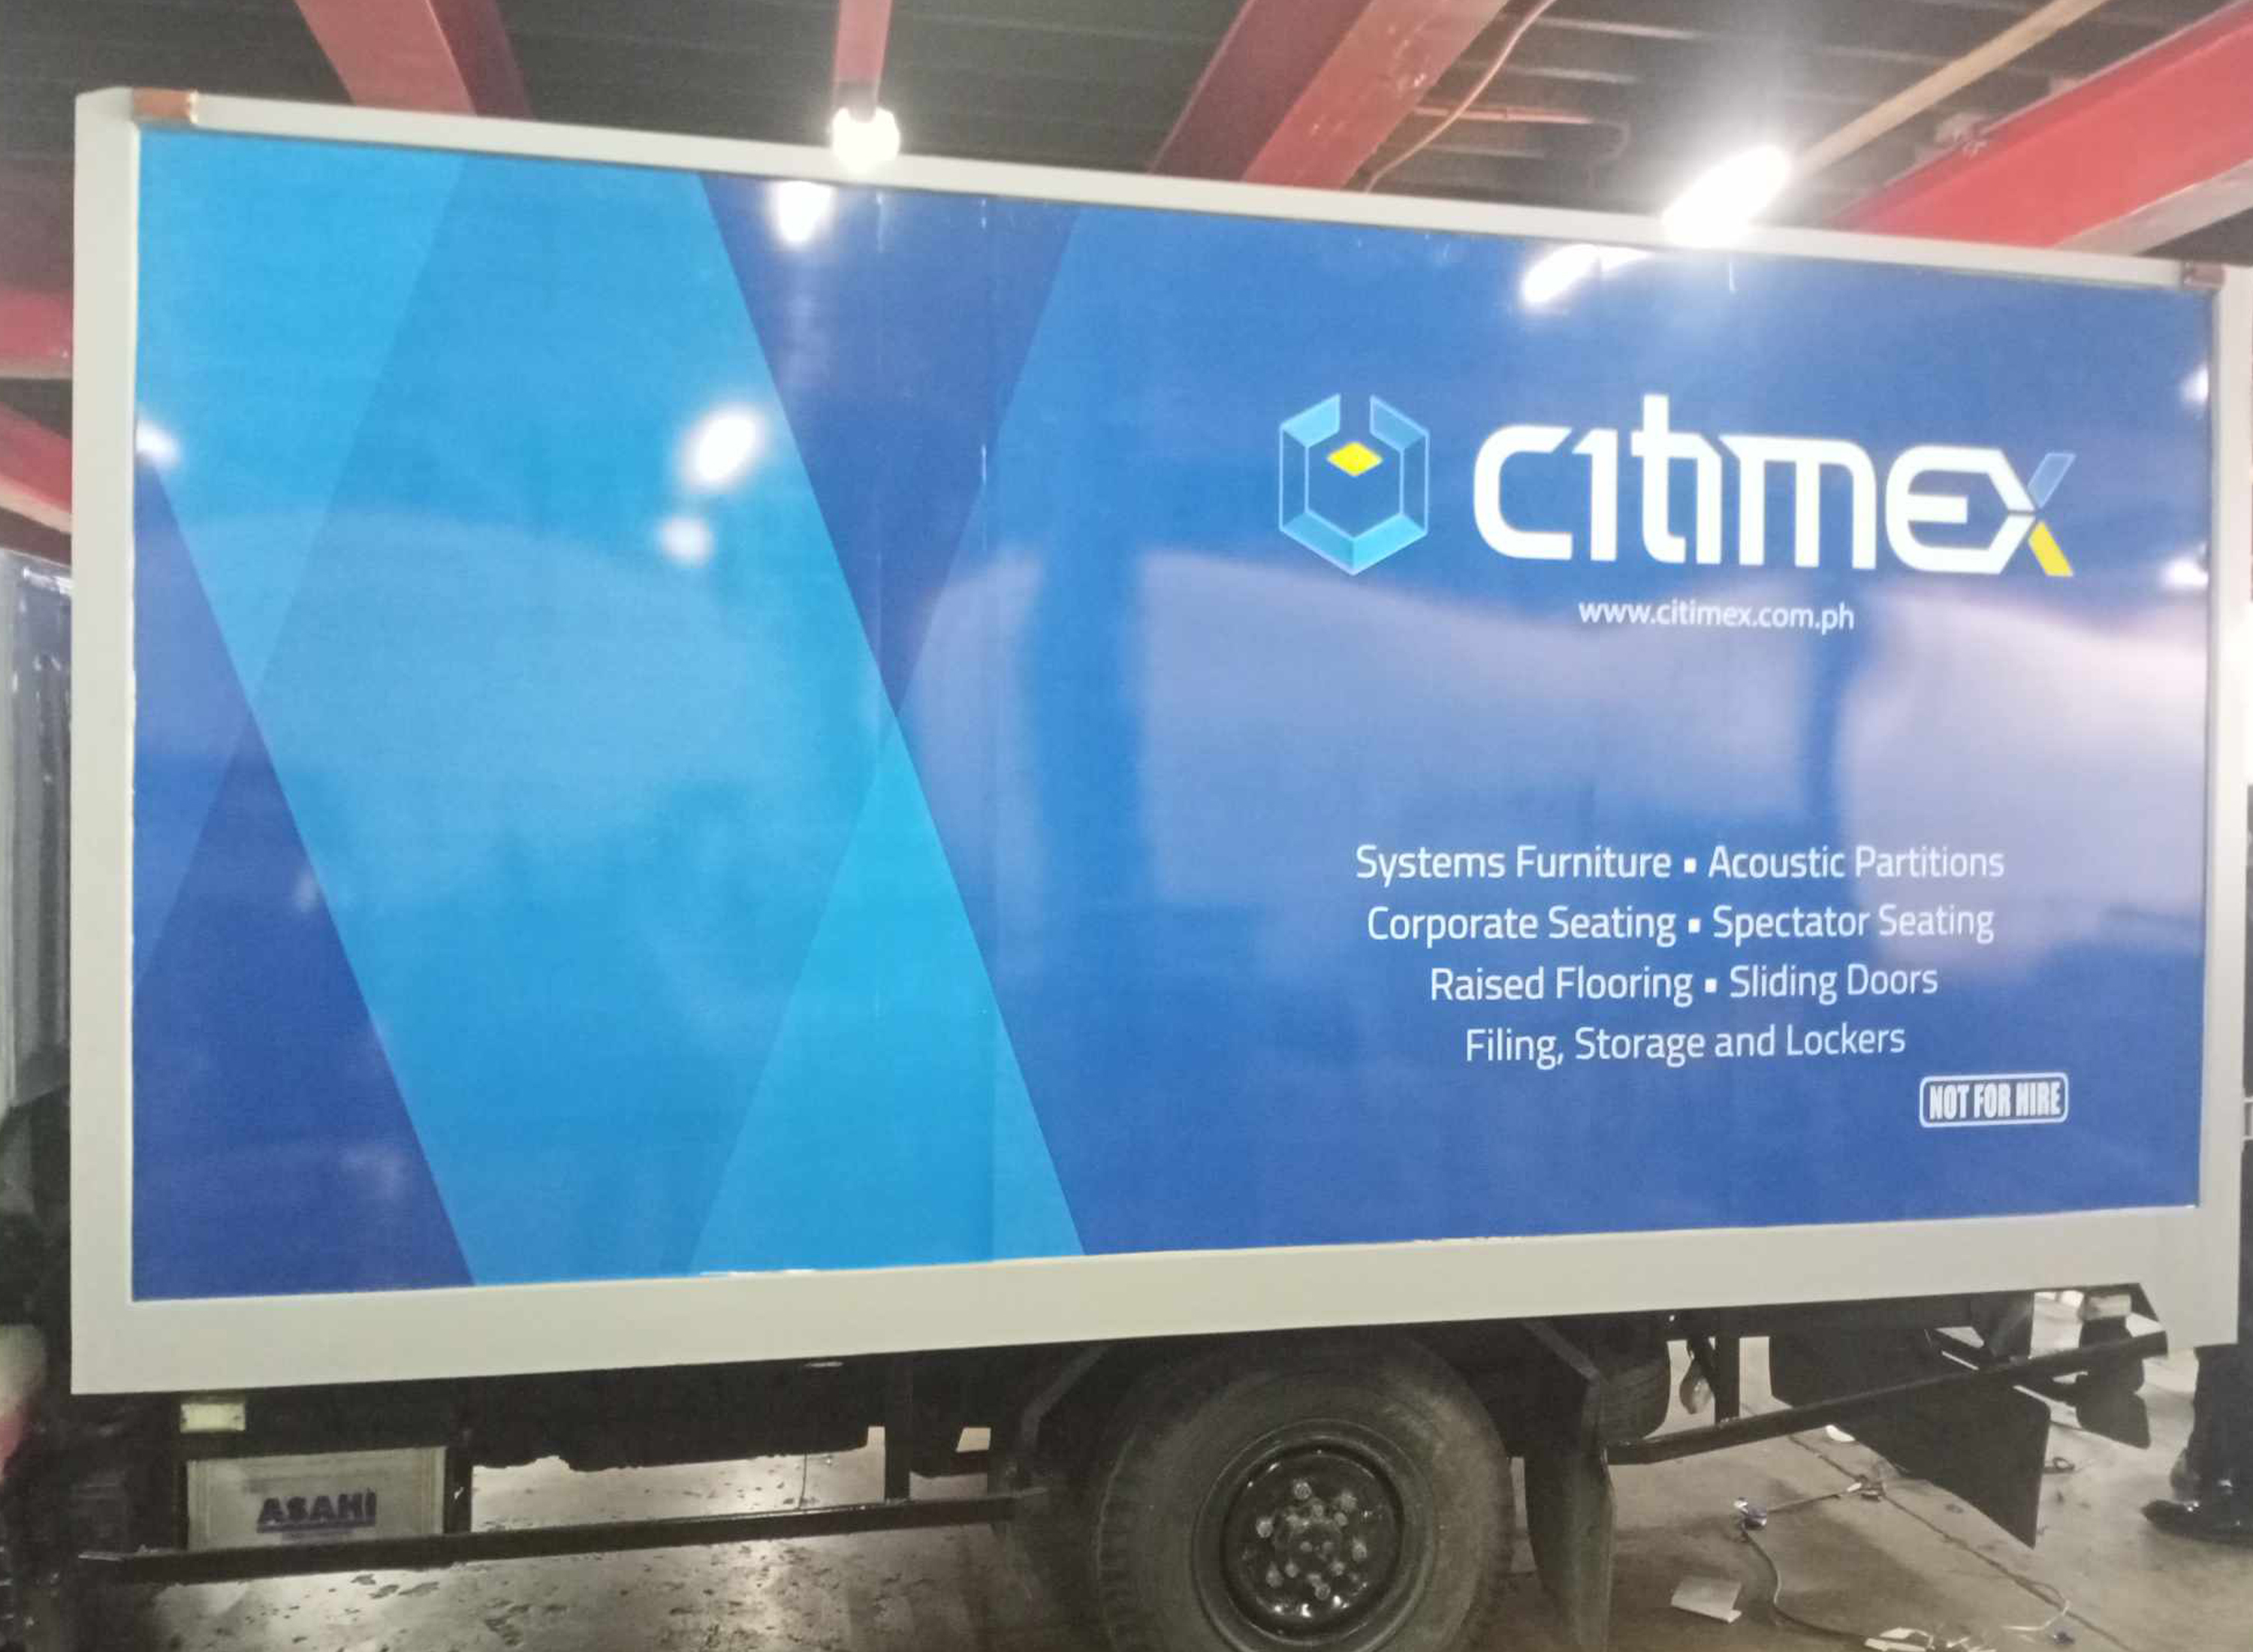 citimex
www.citimex.com.ph
Systems Furniture ▪ Acoustic Partitions
Corporate Seating ▪ Spectator Seating
Raised Flooring ▪ Sliding Doors
Filing, Storage and Lockers
NOT FOR HIRE
ASAHI